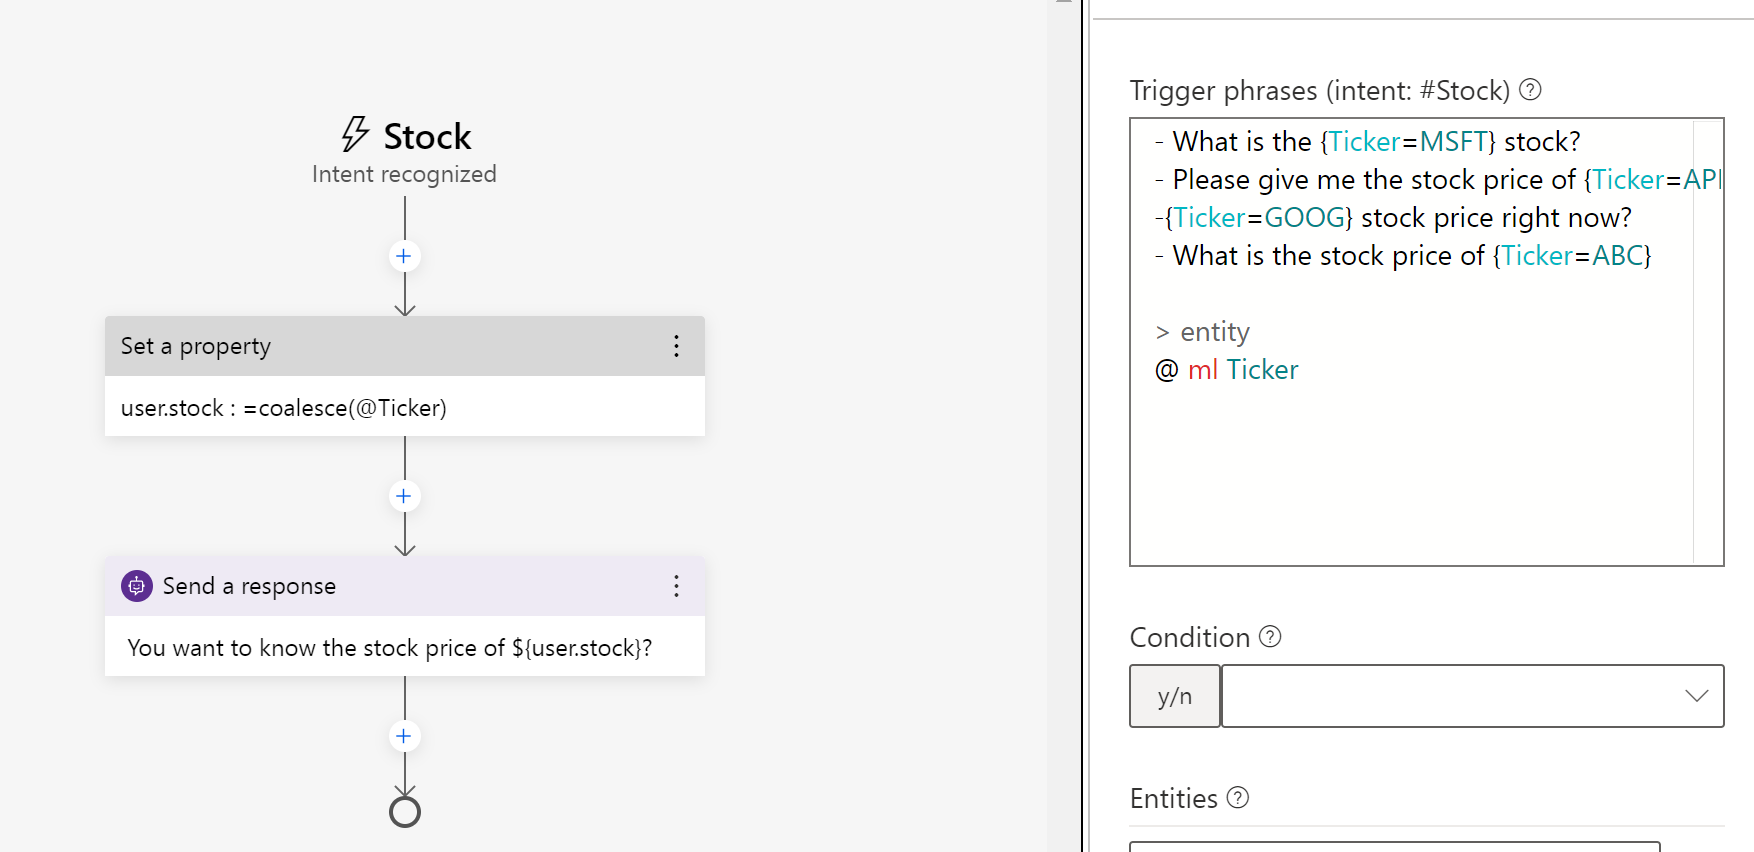 Stock
Intent recognized
Set a property
user.stock : =coalesce(@Ticker)
Send a response
You want to know the stock price of ${user.stock}?
Trigger phrases (intent: #Stock)
- What is the {Ticker=MSFT} stock?
- Please give me the stock price of {Ticker=
-{Ticker=GOOG} stock price right now?
- What is the stock price of {Ticker=ABC}
> entity
@ ml Ticker
Condition
y/n
Entities